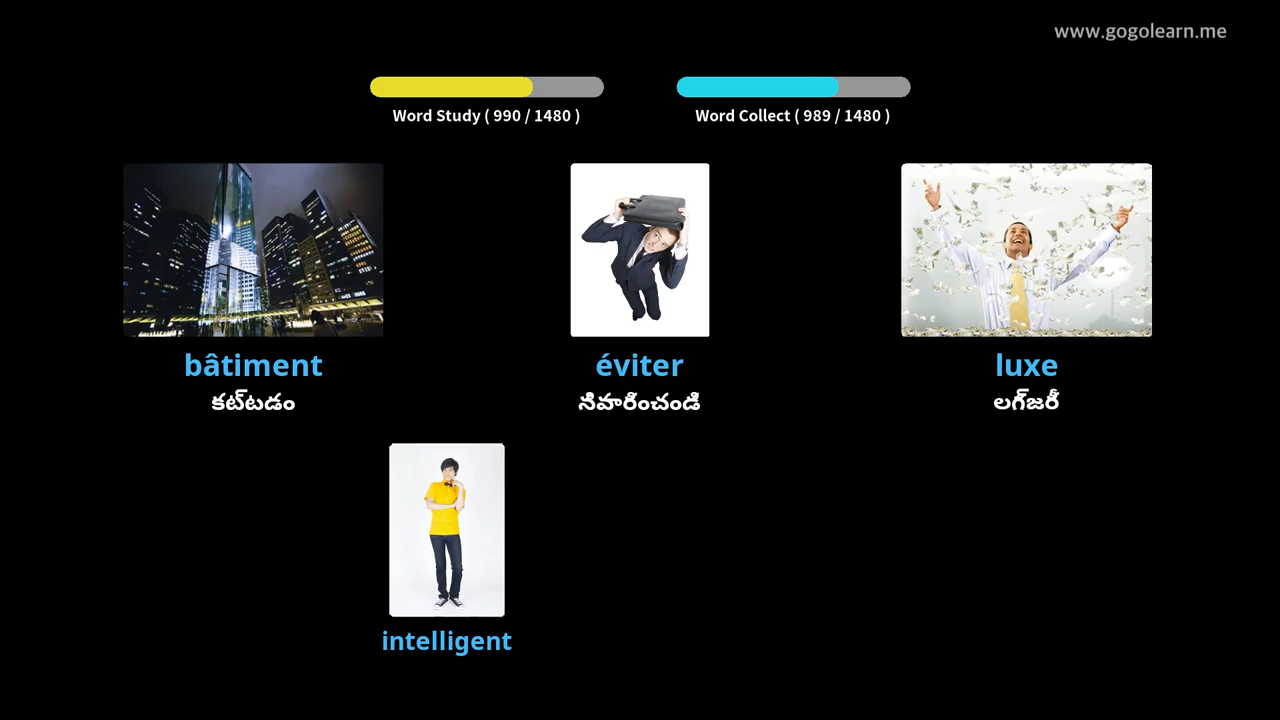 www.gogolearn.me
Word Study ( 990 / 1480 )
Word Collect ( 989 / 1480 )
bâtiment
éviter
luxe
కట్టడం
నివారించండి
లగ్జరీ
intelligent